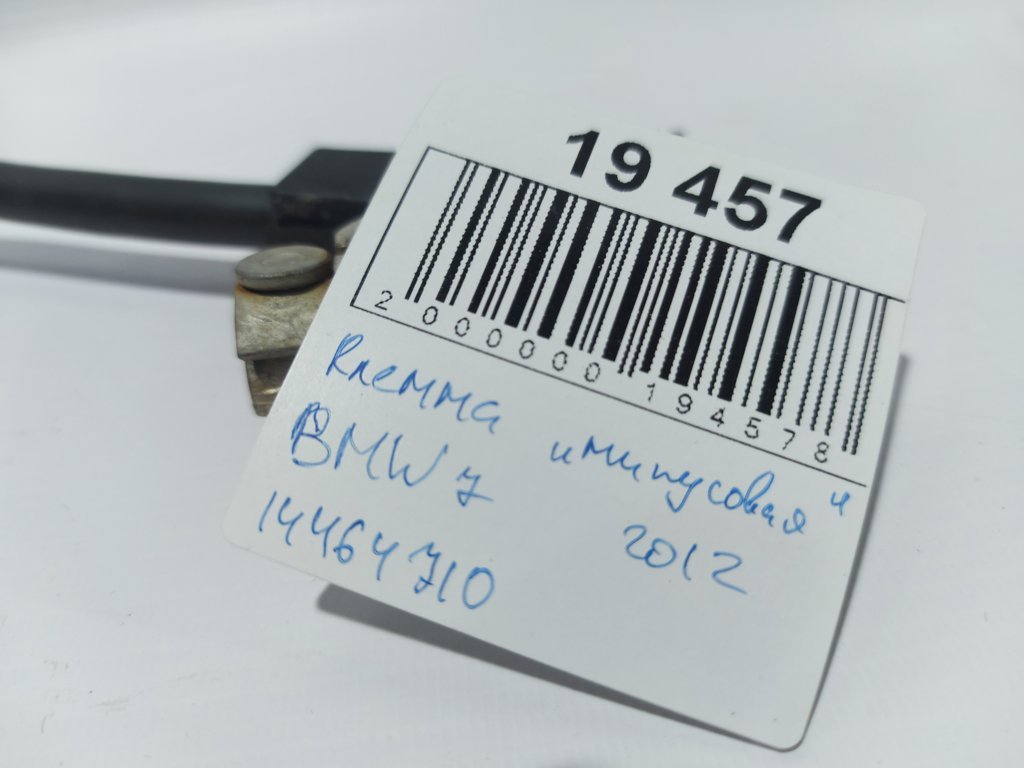 19 457
2 000000 194578
Клемма "минусовая"
BMW 7 2012
14464710